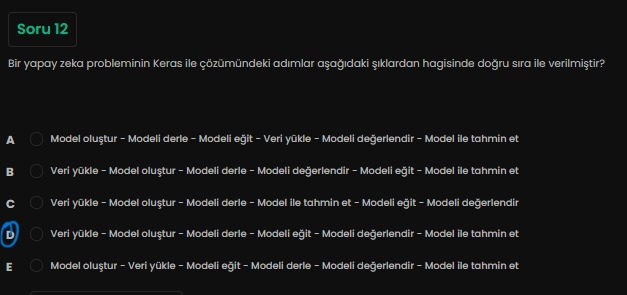 Soru 12
Bir yapay zeka probleminin Keras ile çözümündeki adımlar aşağıdaki şıklardan hagisinde doğru sıra ile verilmiştir?
A Model oluştur - Modeli derle - Modeli eğit - Veri yükle - Modeli değerlendir - Model ile tahmin et
B Veri yükle - Model oluştur - Modeli derle - Modeli değerlendir - Modeli eğit - Model ile tahmin et
C Veri yükle - Model oluştur - Modeli derle - Model ile tahmin et - Modeli eğit - Modeli değerlendir
D Veri yükle - Model oluştur - Modeli derle - Modeli eğit - Modeli değerlendir - Model ile tahmin et
E Model oluştur - Veri yükle - Modeli eğit - Modeli derle - Modeli değerlendir - Model ile tahmin et